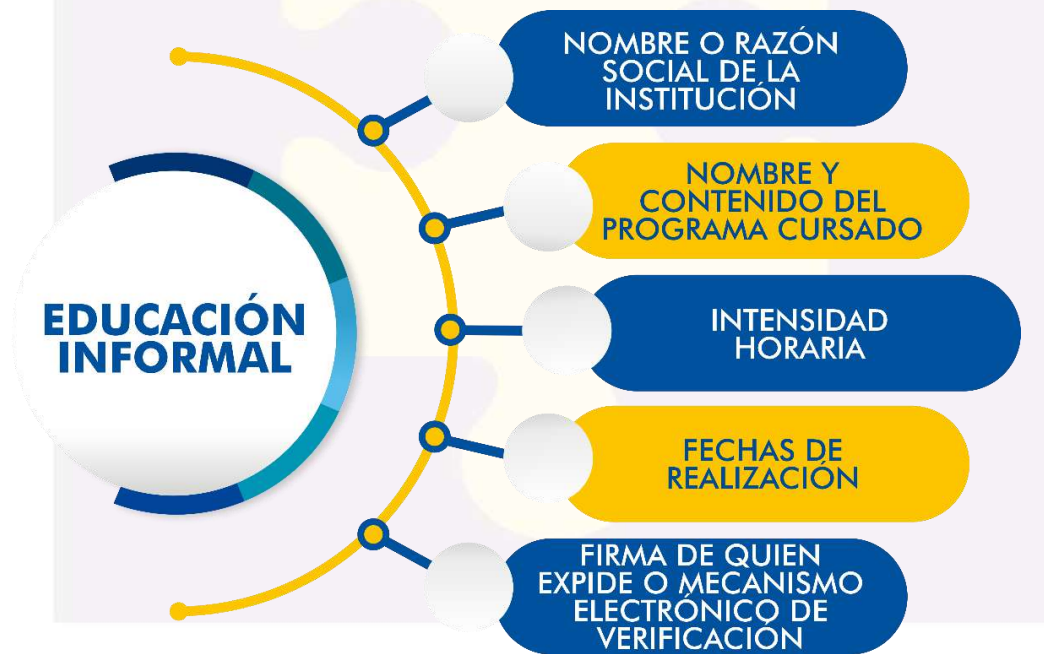 EDUCACIÓN
INFORMAL
NOMBRE O RAZÓN
SOCIAL DE LA
INSTITUCIÓN
NOMBRE Y
CONTENIDO DEL
PROGRAMA CURSADO
INTENSIDAD
HORARIA
FECHAS DE
REALIZACIÓN
FIRMA DE QUIEN
EXPIDE O MECANISMO
ELECTRÓNICO DE
VERIFICACIÓN